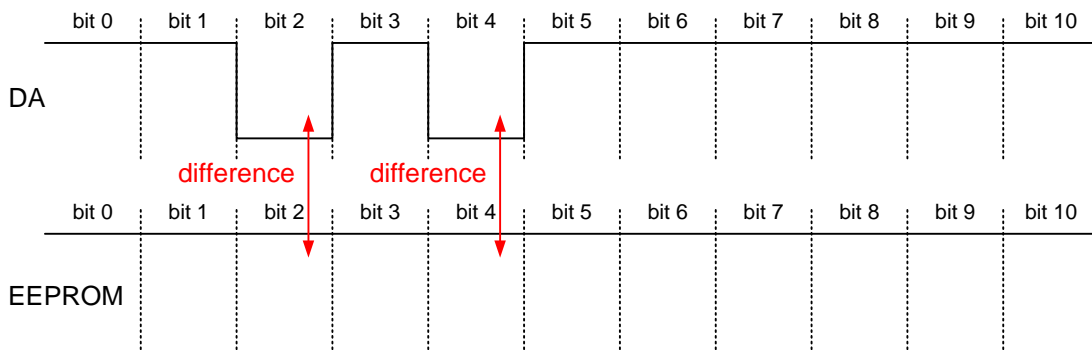 bit 0 bit 1 bit 2 bit 3 bit 4 bit 5 bit 6 bit 7 bit 8 bit 9 bit 10
DA
difference difference
bit 0 bit 1 bit 2 bit 3 bit 4 bit 5 bit 6 bit 7 bit 8 bit 9 bit 10
EEPROM